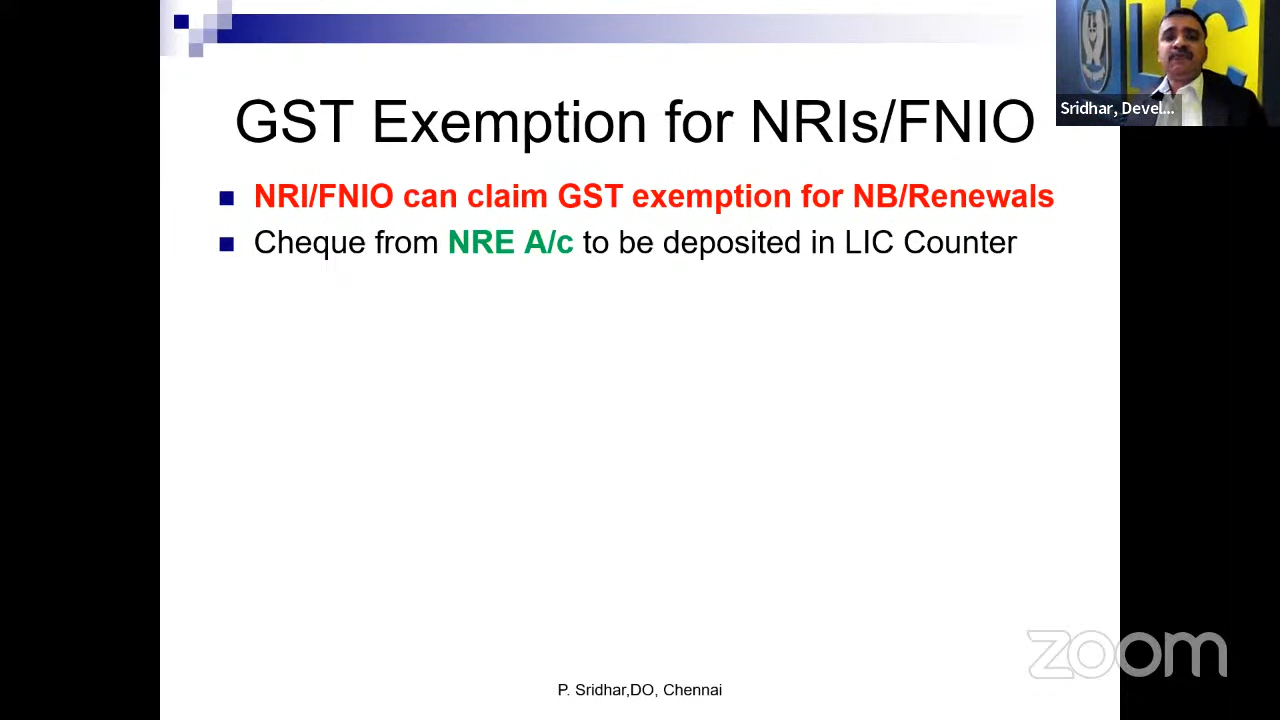 GST Exemption for NRIs/FNIO
NRI/FNIO can claim GST exemption for NB/Renewals
Cheque from NRE A/c to be deposited in LIC Counter
LIC
Sridhar, Devel...
zoom
P. Sridhar,DO, Chennai